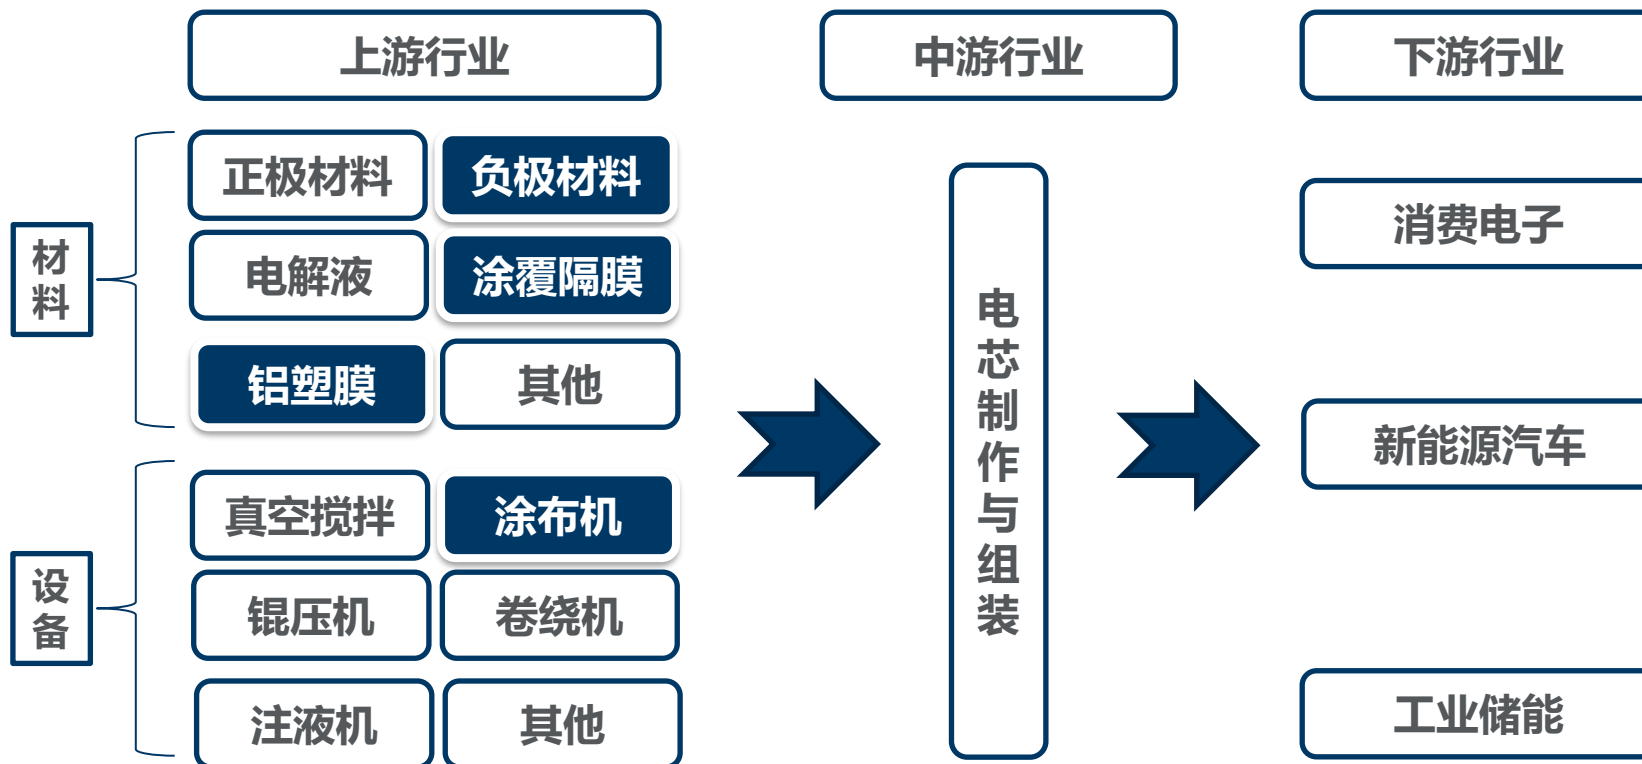 上游行业
中游行业
下游行业
材料
正极材料
负极材料
电解液
涂覆隔膜
铝塑膜
其他
设备
真空搅拌
涂布机
锟压机
卷绕机
注液机
其他
电芯制作与组装
消费电子
新能源汽车
工业储能